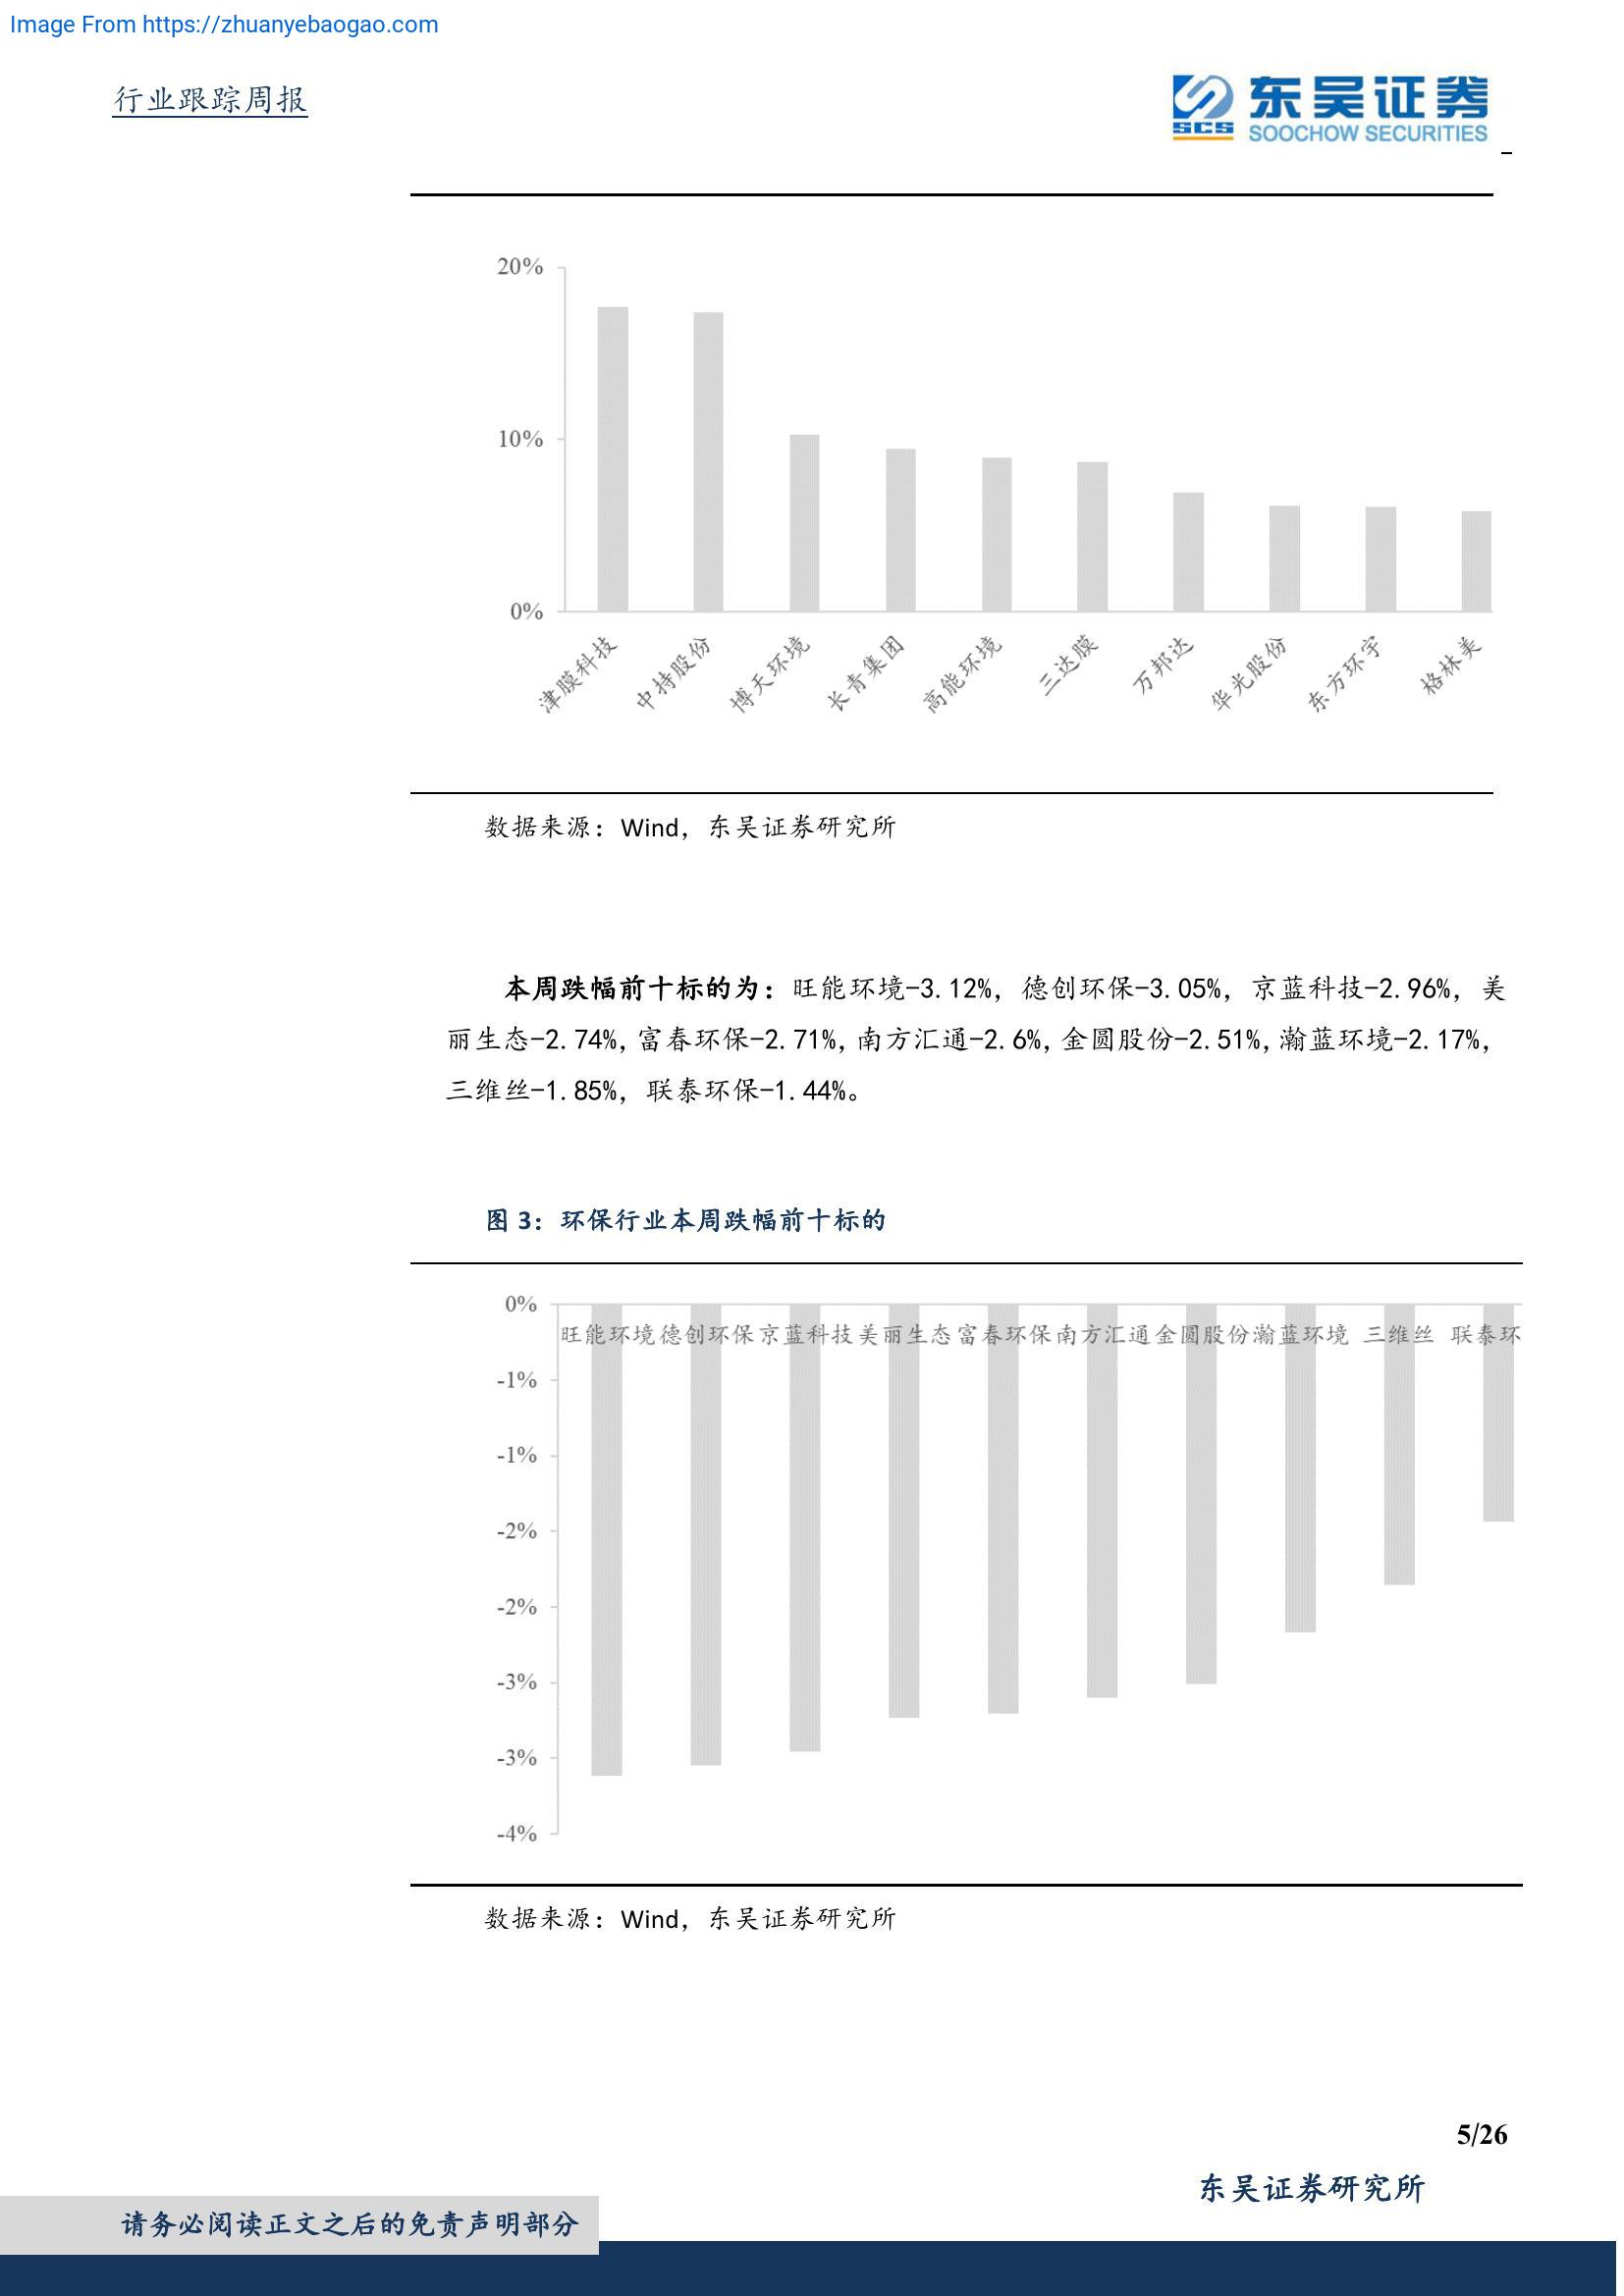 Image From https://zhuanyebaogao.com
行业跟踪周报
东吴证券
SCS
SOOCHOW SECURITIES
20%
10%
0%
津膜科技 中持股份 博天环境 长青集团 高能环境 三达膜 万邦达 华光股份 东方环宇 格林美
数据来源：Wind，东吴证券研究所
本周跌幅前十标的为：旺能环境-3.12%，德创环保-3.05%，京蓝科技-2.96%，美
丽生态-2.74%,富春环保-2.71%,南方汇通-2.6%,金圆股份-2.51%,瀚蓝环境-2.17%，
三维丝-1.85%，联泰环保-1.44%。
图 3：环保行业本周跌幅前十标的
0%
旺能环境 德创环保 京蓝科技 美丽生态 富春环保 南方汇通 金圆股份 瀚蓝环境 三维丝 联泰环
-1%
-1%
-2%
-2%
-3%
-3%
-4%
数据来源：Wind，东吴证券研究所
5/26
东吴证券研究所
请务必阅读正文之后的免责声明部分